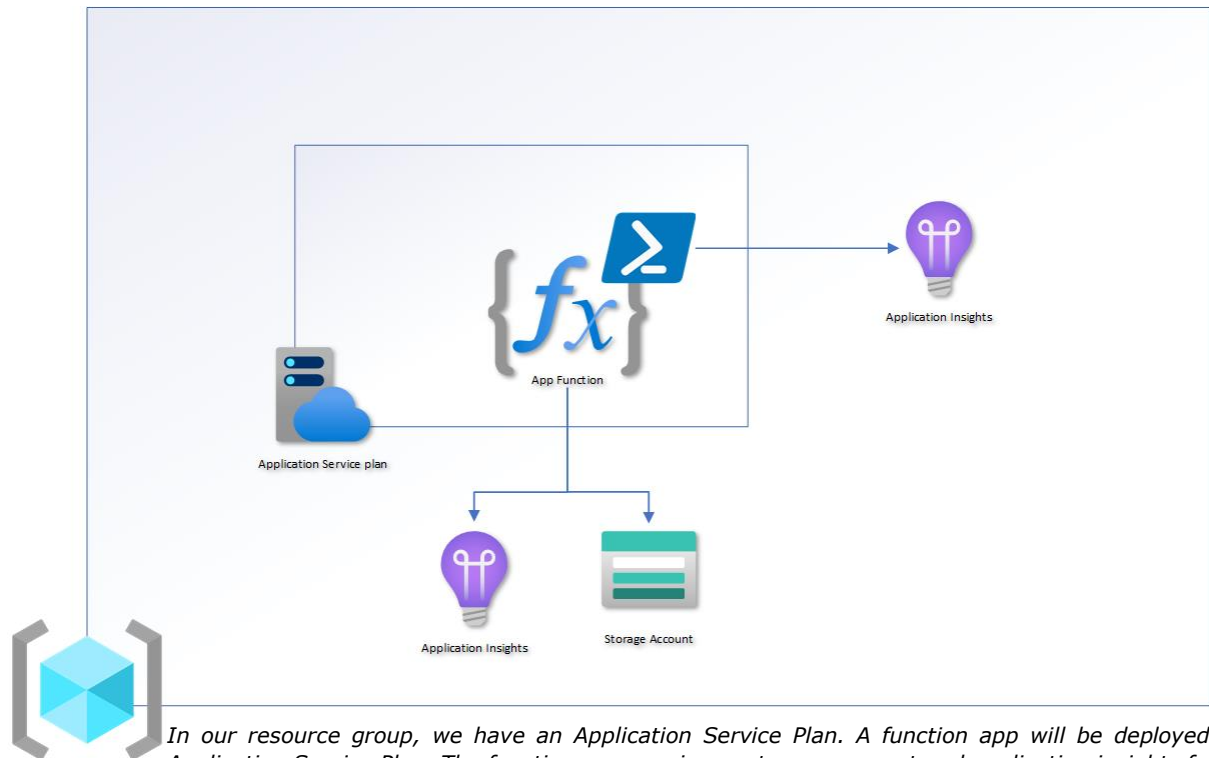 App Function
Application Insights
Application Service plan
Application Insights
Storage Account
In our resource group, we have an Application Service Plan. A function app will be deployed